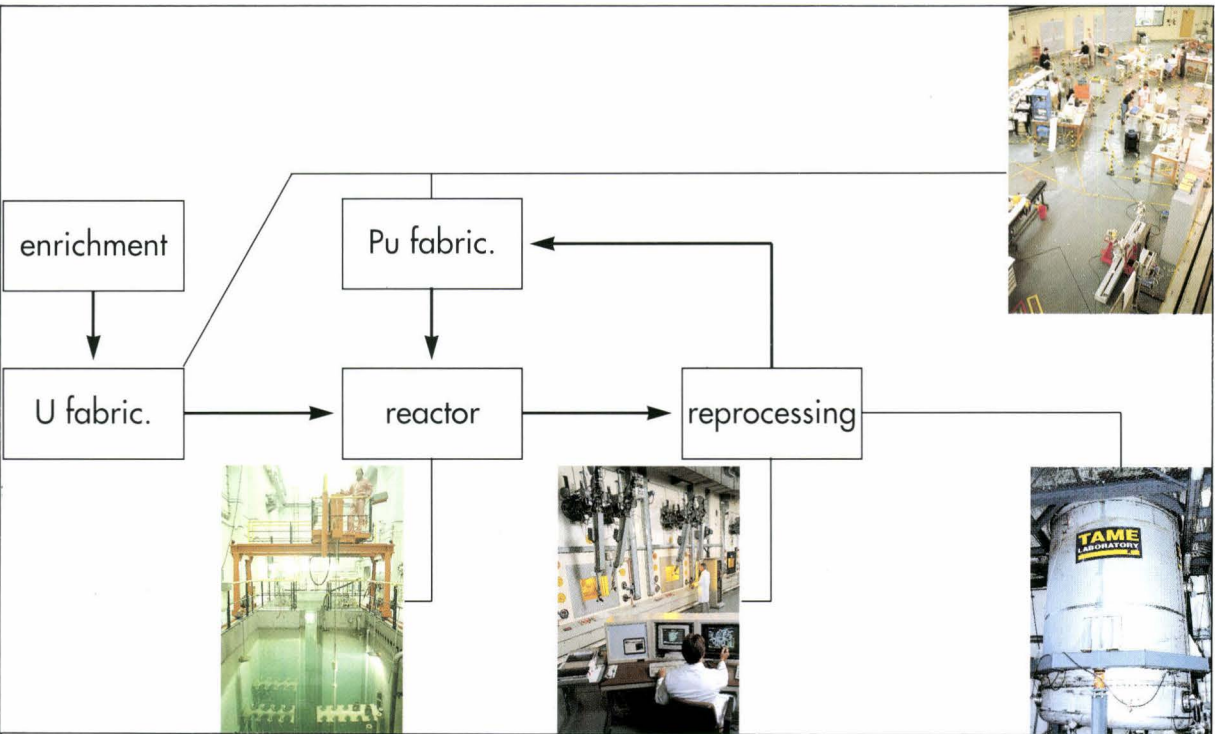 enrichment
Pu fabric.
U fabric.
reactor
reprocessing
TAME
LABORATORY